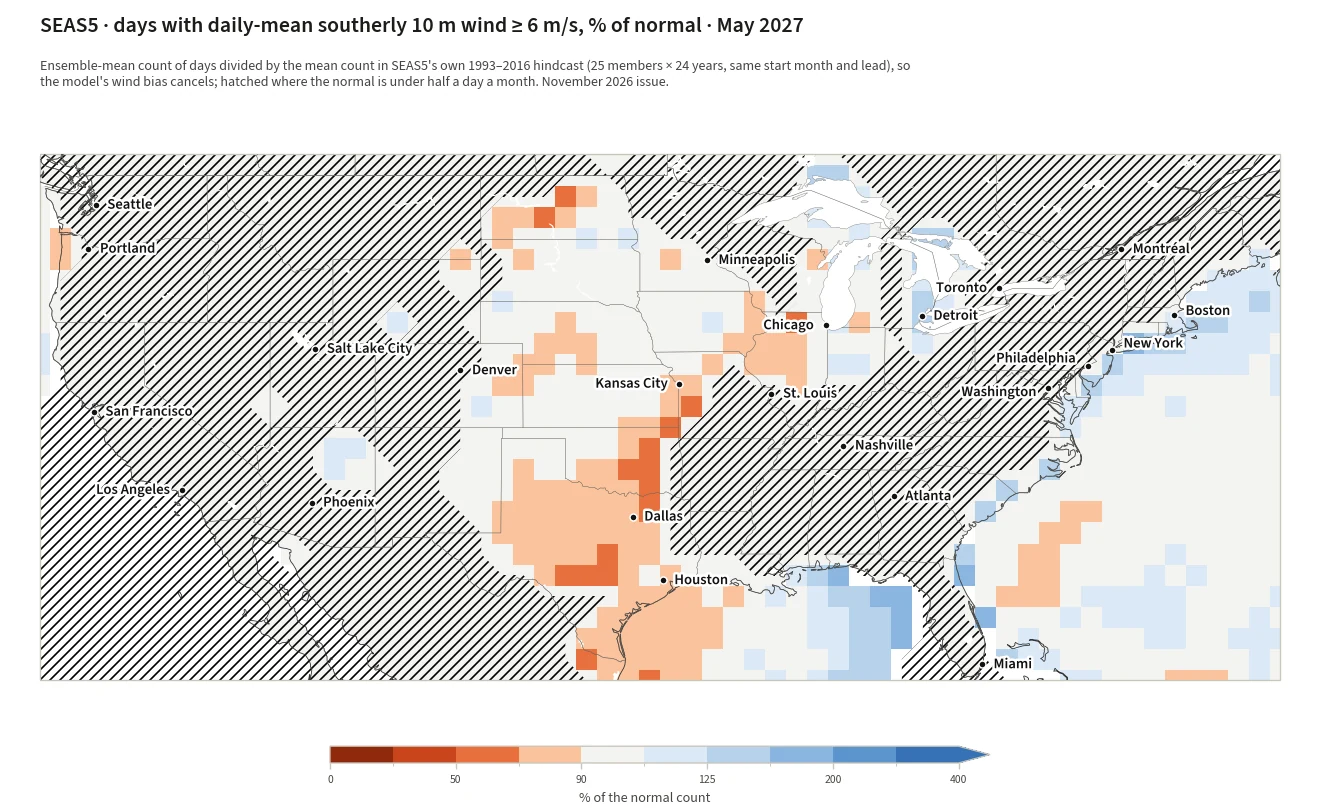 SEAS5 · days with daily-mean southerly 10 m wind ≥ 6 m/s, % of normal · May 2027
Ensemble-mean count of days divided by the mean count in SEAS5's own 1993–2016 hindcast (25 members × 24 years, same start month and lead), so
the model's wind bias cancels; hatched where the normal is under half a day a month. November 2026 issue.
Seattle
Portland
Montréal
Minneapolis
Toronto
Boston
Detroit
Chicago
New York
Salt Lake City
Philadelphia
Denver
Kansas City
St. Louis
Washington
San Francisco
Nashville
Los Angeles
Phoenix
Atlanta
Dallas
Houston
Miami
0 50 90 125 200 400
% of the normal count